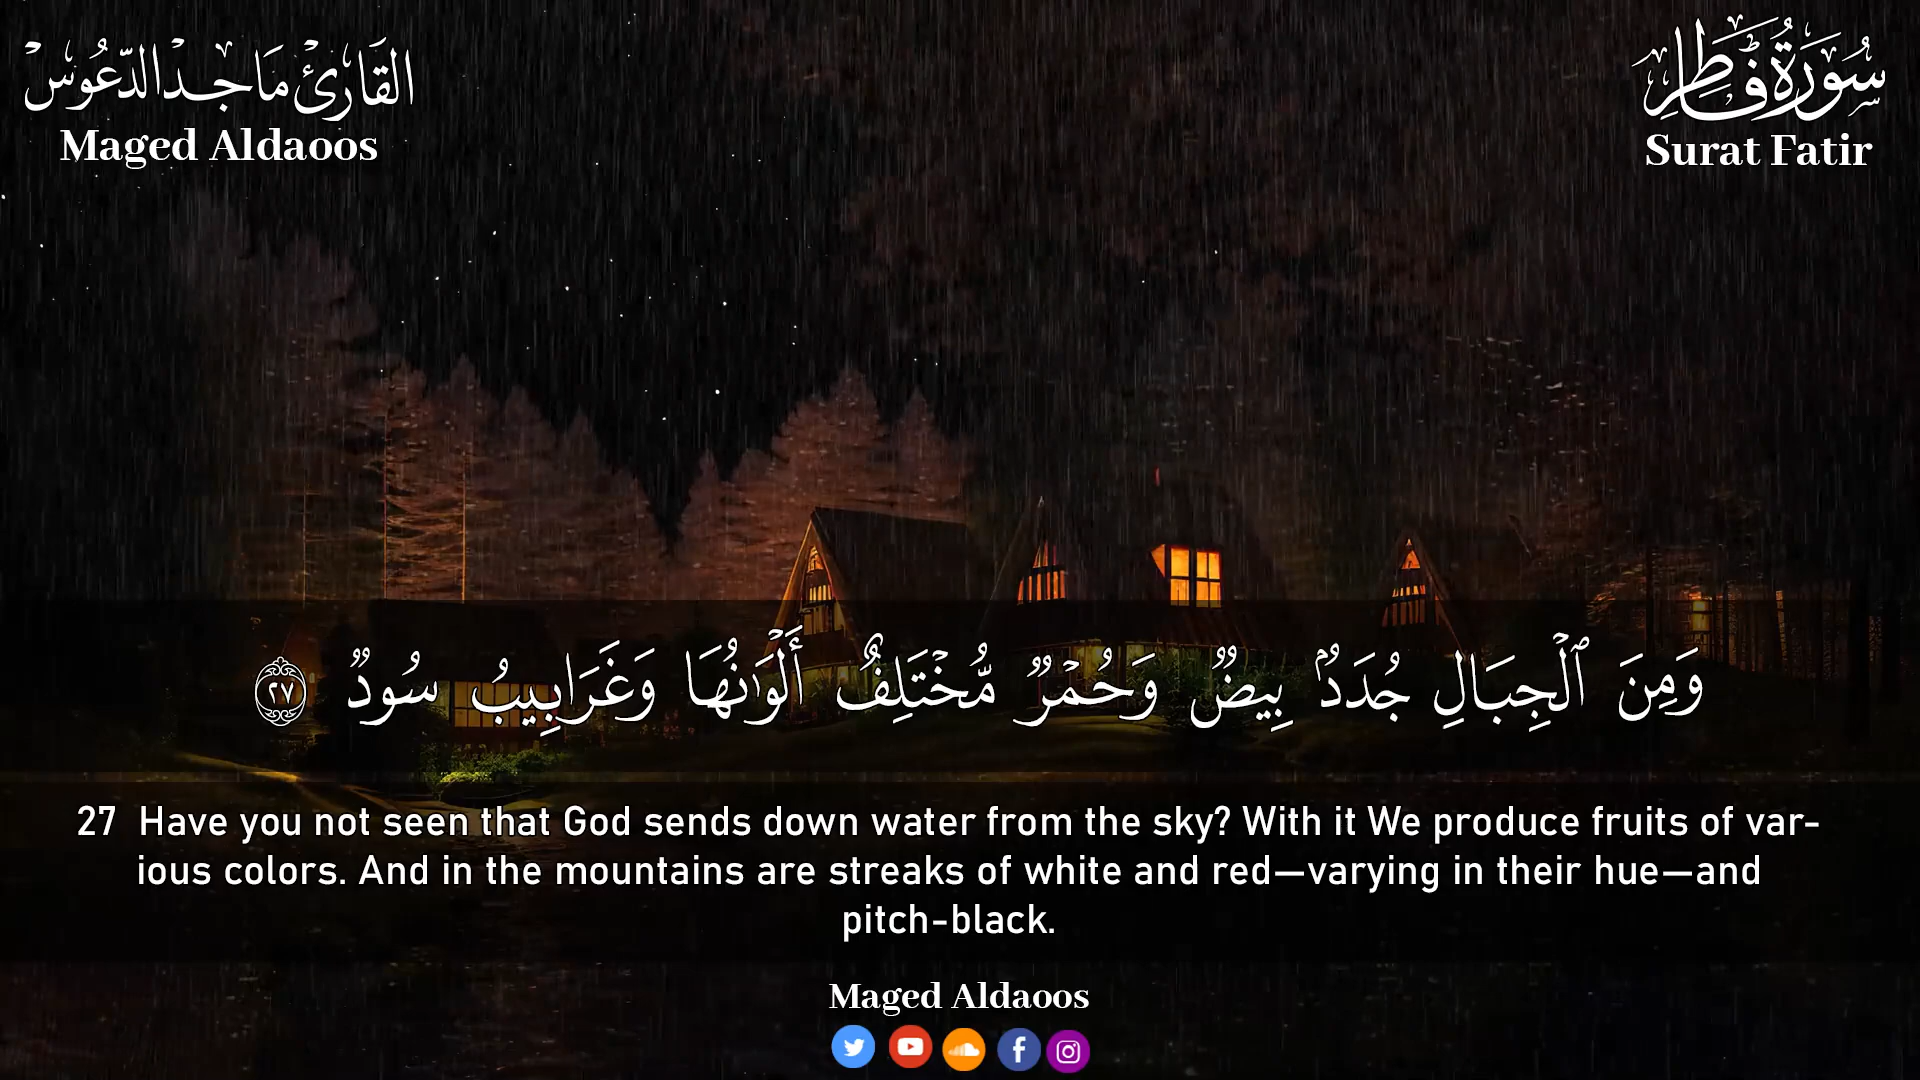 القَارِئ مَاجِد الدّعُوس
Maged Aldaoos
سُورَةُ فَاطِر
Surat Fatir
وَمِنَ ٱلْجِبَالِ جُدَدٌۢ بِيضٌ وَحُمْرٌ مُّخْتَلِفٌ أَلْوَٰنُهَا وَغَرَابِيبُ سُودٌ ٢٧
27 Have you not seen that God sends down water from the sky? With it We produce fruits of var-
ious colors. And in the mountains are streaks of white and red—varying in their hue—and
pitch-black.
Maged Aldaoos